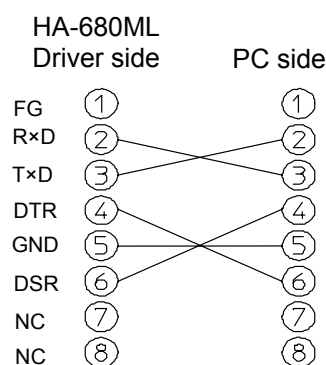 HA-680ML
Driver side PC side
FG 1 1
R×D 2 2
T×D 3 3
DTR 4 4
GND 5 5
DSR 6 6
NC 7 7
NC 8 8